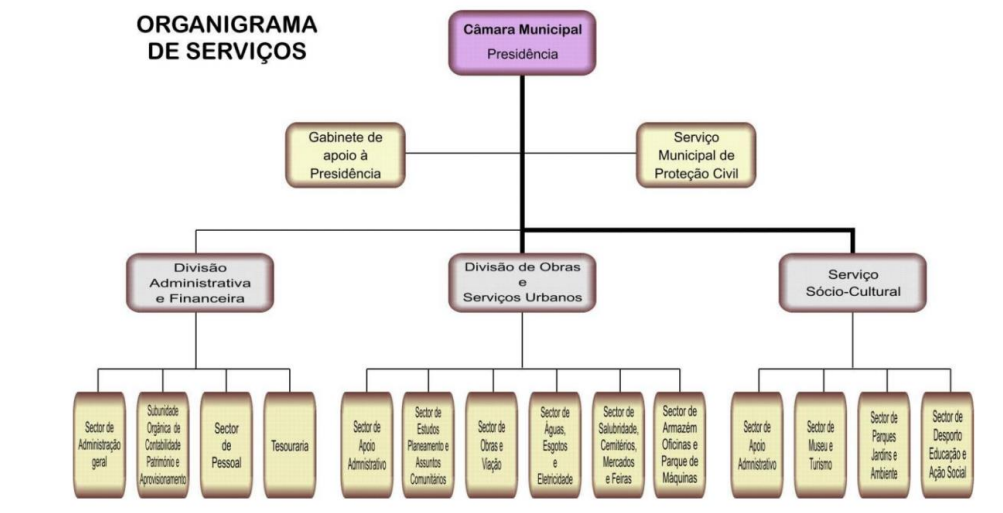 ORGANIGRAMA
DE SERVIÇOS
Câmara Municipal
Presidência
Gabinete de
apoio à
Presidência
Serviço
Municipal de
Proteção Civil
Divisão
Administrativa
e Financeira
Divisão de Obras
e
Serviços Urbanos
Serviço
Sócio-Cultural
Sector de
Administração
geral
Subunidade
Orgânica de
Contabilidade
Património e
Aprovisionamento
Sector
de
Pessoal
Tesouraria
Sector de
Apoio
Admnistrativo
Sector de
Estudos
Planeamento e
Assuntos
Comunitários
Sector de
Obras e
Viação
Sector de
Águas,
Esgotos
e
Eletricidade
Sector de
Salubridade,
Cemitérios,
Mercados
e Feiras
Sector de
Armazém
Oficinas e
Parque de
Máquinas
Sector de
Apoio
Admnistrativo
Sector de
Museu e
Turismo
Sector de
Parques
Jardins e
Ambiente
Sector de
Desporto
Educação e
Ação Social